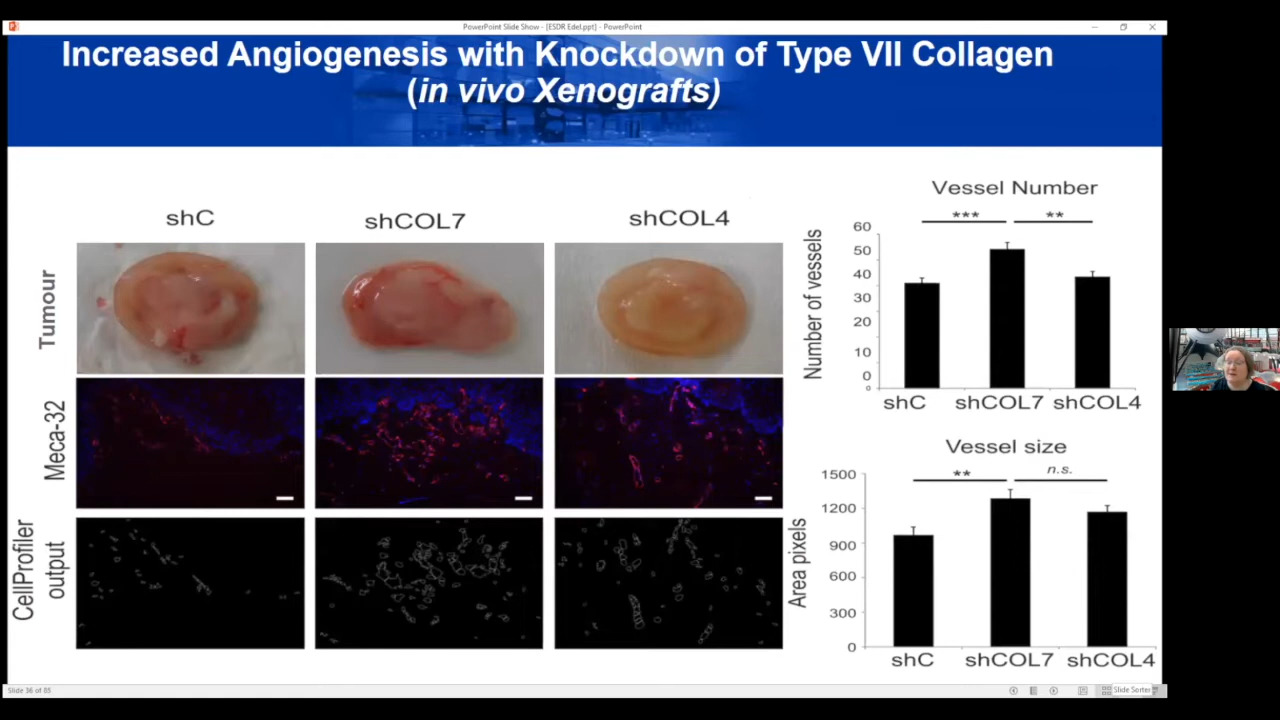 PowerPoint Slide Show - [ESDR Edel.ppt] - PowerPoint
Increased Angiogenesis with Knockdown of Type VII Collagen
(in vivo Xenografts)
shC
shCOL7
shCOL4
Tumour
Meca-32
CellProfiler
output
Vessel Number
***
**
Number of vessels
60
50
40
30
20
10
0
0
shC
shCOL7
shCOL4
Vessel size
**
n.s.
Area pixels
1500
1200
900
600
300
0
shC
shCOL7
shCOL4
Slide 36 of 85
Slide Sorter